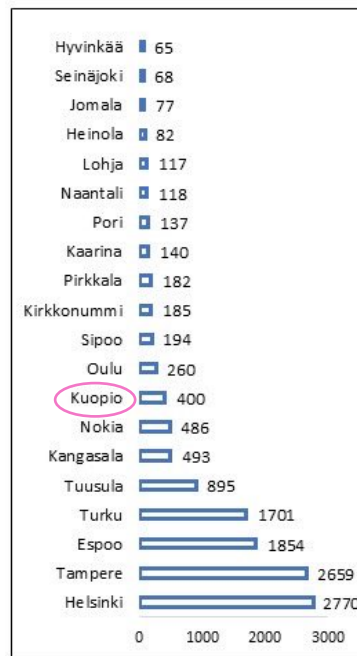 Hyvinkää 65
Seinäjoki 68
Jomala 77
Heinola 82
Lohja 117
Naantali 118
Pori 137
Kaarina 140
Pirkkala 182
Kirkkonummi 185
Sipoo 194
Oulu 260
Kuopio 400
Nokia 486
Kangasala 493
Tuusula 895
Turku 1701
Espoo 1854
Tampere 2659
Helsinki 2770
0 1000 2000 3000